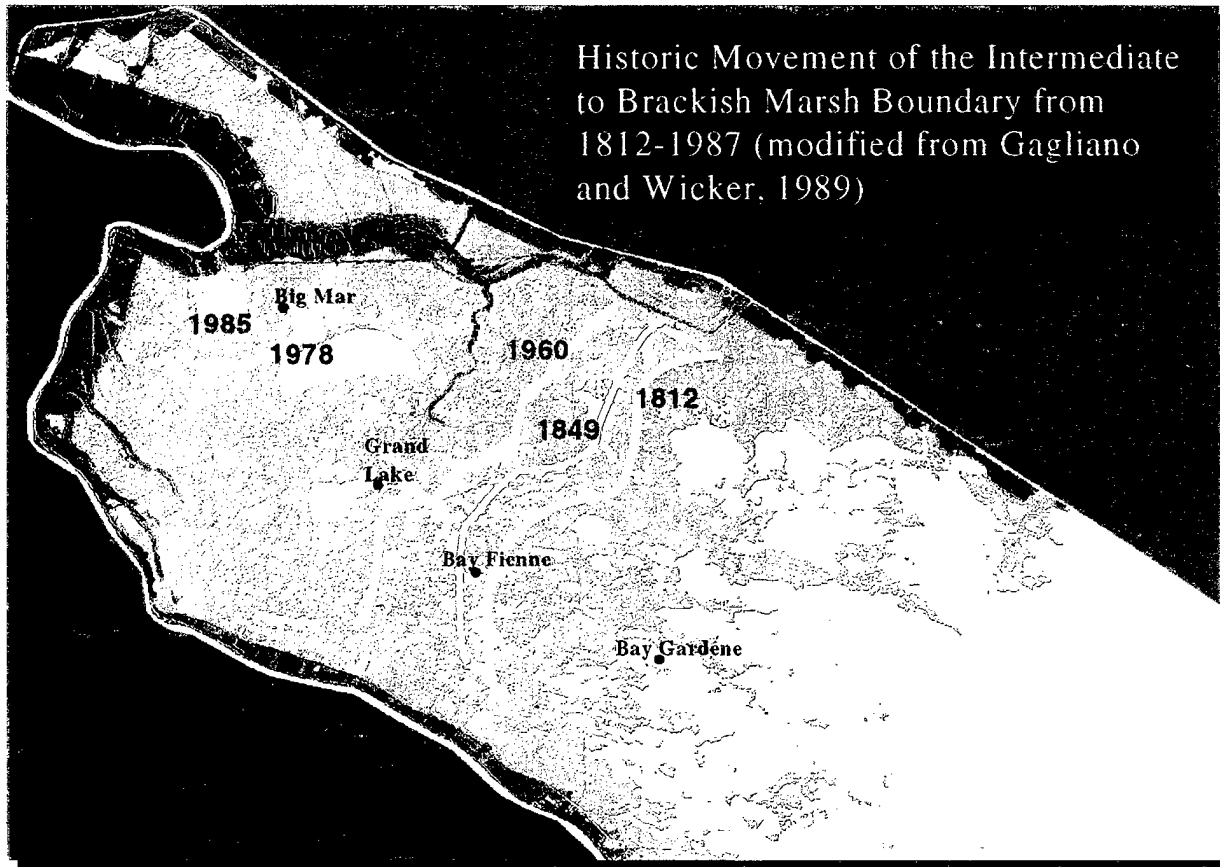 Historic Movement of the Intermediate
to Brackish Marsh Boundary from
1812-1987 (modified from Gagliano
and Wicker, 1989)
Big Mar
1985
1978
1960
1812
1849
Grand
Lake
Bay Fienne
Bay Gardene